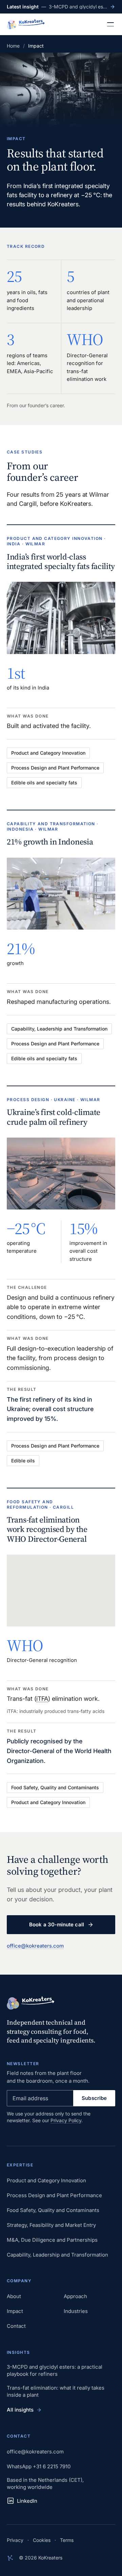 Latest insight — 3-MCPD and glycidyl es... →
KoKreaters.
Home / Impact
IMPACT
Results that started
on the plant floor.
From India's first integrated specialty
fats facility to a refinery at −25 °C: the
results behind KoKreaters.
TRACK RECORD
25
years in oils, fats
and food
ingredients
5
countries of plant
and operational
leadership
3
regions of teams
led: Americas,
EMEA, Asia-Pacific
WHO
Director-General
recognition for
trans-fat
elimination work
From our founder's career.
CASE STUDIES
From our
founder's career
Four results from 25 years at Wilmar
and Cargill, before KoKreaters.
PRODUCT AND CATEGORY INNOVATION ·
INDIA · WILMAR
India's first world-class
integrated specialty fats facility
1st
of its kind in India
WHAT WAS DONE
Built and activated the facility.
Product and Category Innovation
Process Design and Plant Performance
Edible oils and specialty fats
CAPABILITY AND TRANSFORMATION ·
INDONESIA · WILMAR
21% growth in Indonesia
21%
growth
WHAT WAS DONE
Reshaped manufacturing operations.
Capability, Leadership and Transformation
Process Design and Plant Performance
Edible oils and specialty fats
PROCESS DESIGN · UKRAINE · WILMAR
Ukraine's first cold-climate
crude palm oil refinery
−25 °C
operating
temperature
15%
improvement in
overall cost
structure
THE CHALLENGE
Design and build a continuous refinery
able to operate in extreme winter
conditions, down to −25 °C.
WHAT WAS DONE
Full design-to-execution leadership of
the facility, from process design to
commissioning.
THE RESULT
The first refinery of its kind in
Ukraine; overall cost structure
improved by 15%.
Process Design and Plant Performance
Edible oils
FOOD SAFETY AND
REFORMULATION · CARGILL
Trans-fat elimination
work recognised by the
WHO Director-General
WHO
Director-General recognition
WHAT WAS DONE
Trans-fat (iTFA) elimination work.
iTFA: industrially produced trans-fatty acids
THE RESULT
Publicly recognised by the
Director-General of the World Health
Organization.
Food Safety, Quality and Contaminants
Product and Category Innovation
Have a challenge worth
solving together?
Tell us about your product, your plant
or your decision.
Book a 30-minute call →
office@kokreaters.com
KoKreaters.
Independent technical and
strategy consulting for food,
feed and specialty ingredients.
NEWSLETTER
Field notes from the plant floor
and the boardroom, once a month.
Email address
Subscribe
We use your address only to send the
newsletter. See our Privacy Policy.
EXPERTISE
Product and Category Innovation
Process Design and Plant Performance
Food Safety, Quality and Contaminants
Strategy, Feasibility and Market Entry
M&A, Due Diligence and Partnerships
Capability, Leadership and Transformation
COMPANY
About
Approach
Impact
Industries
Contact
INSIGHTS
3-MCPD and glycidyl esters: a practical
playbook for refiners
Trans-fat elimination: what it really takes
inside a plant
All insights →
CONTACT
office@kokreaters.com
WhatsApp +31 6 2215 7910
Based in the Netherlands (CET),
working worldwide
LinkedIn
Privacy · Cookies · Terms
© 2026 KoKreaters